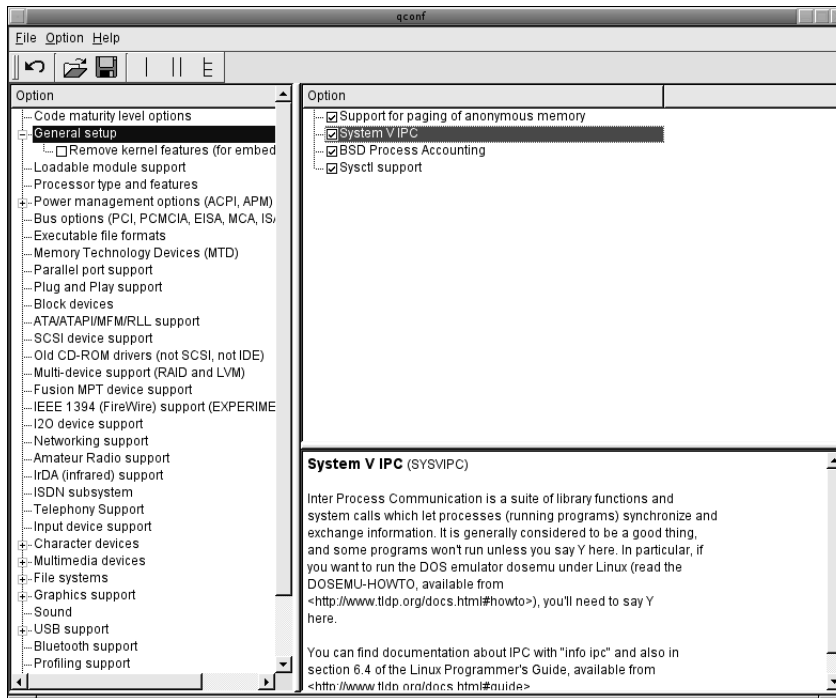 qconf
File Option Help
Option
Code maturity level options
General setup
Remove kernel features (for embed
Loadable module support
Processor type and features
Power management options (ACPI, APM)
Bus options (PCI, PCMCIA, EISA, MCA, IS
Executable file formats
Memory Technology Devices (MTD)
Parallel port support
Plug and Play support
Block devices
ATA/ATAPI/MFM/RLL support
SCSI device support
Old CD-ROM drivers (not SCSI, not IDE)
Multi-device support (RAID and LVM)
Fusion MPT device support
IEEE 1394 (FireWire) support (EXPERIME
I2O device support
Networking support
Amateur Radio support
IrDA (infrared) support
ISDN subsystem
Telephony Support
Input device support
Character devices
Multimedia devices
File systems
Graphics support
Sound
USB support
Bluetooth support
Profiling support
Option
Support for paging of anonymous memory
System V IPC
BSD Process Accounting
Sysctl support
System V IPC (SYSVIPC)
Inter Process Communication is a suite of library functions and
system calls which let processes (running programs) synchronize and
exchange information. It is generally considered to be a good thing,
and some programs won't run unless you say Y here. In particular, if
you want to run the DOS emulator dosemu under Linux (read the
DOSEMU-HOWTO, available from
<http://www.tldp.org/docs.html#howto>), you'll need to say Y
here.
You can find documentation about IPC with "info ipc" and also in
section 6.4 of the Linux Programmer's Guide, available from
<http://www.tldp.org/docs.html#guide>